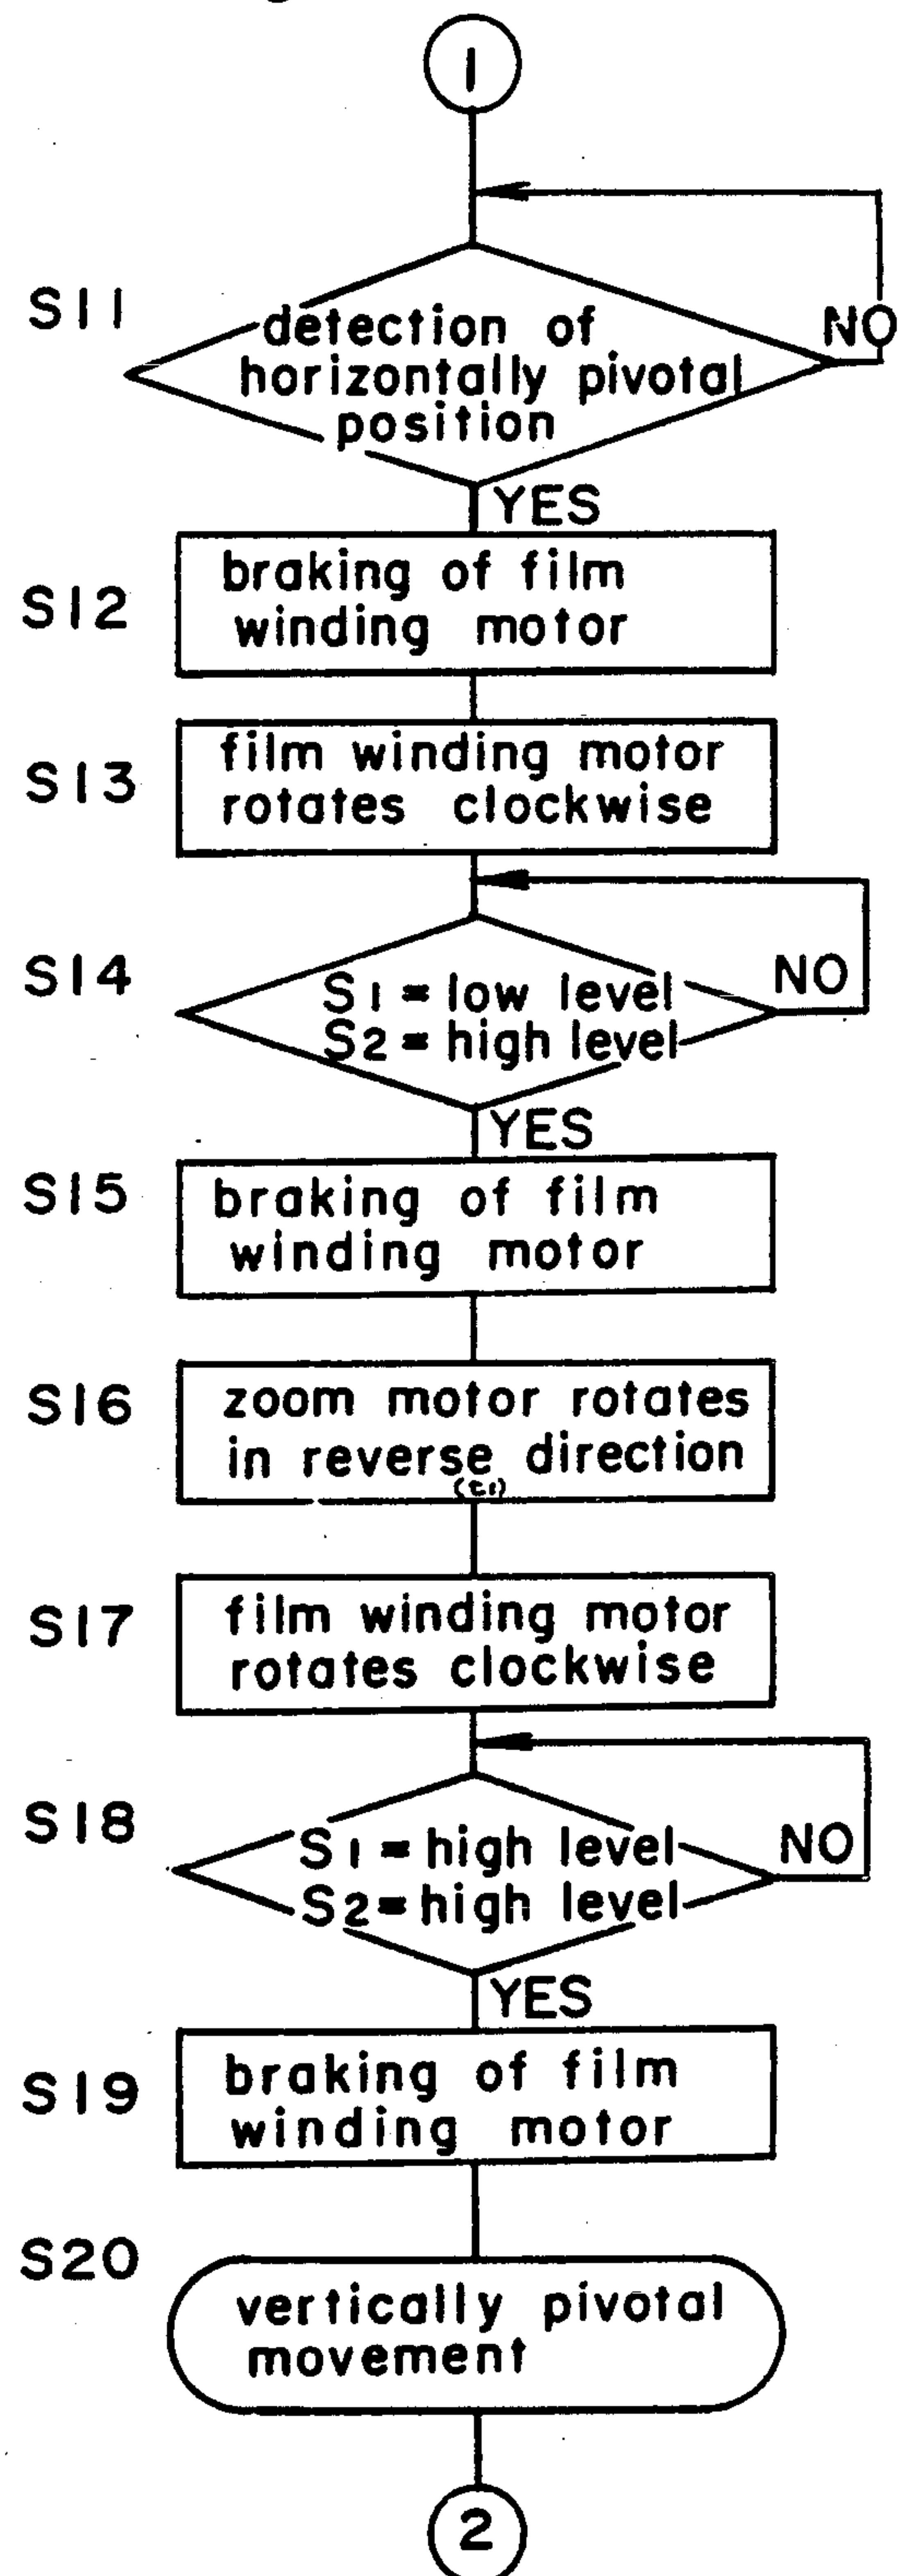 1
S11
detection of
NO
horizontally pivotal
position
YES
S12
braking of film
winding motor
S13
film winding motor
rotates clockwise
S14
S1 = low level
NO
S2 = high level
YES
S15
braking of film
winding motor
S16
zoom motor rotates
in reverse direction
(t1)
S17
film winding motor
rotates clockwise
S18
S1 = high level
NO
S2 = high level
YES
S19
braking of film
winding motor
S20
vertically pivotal
movement
2